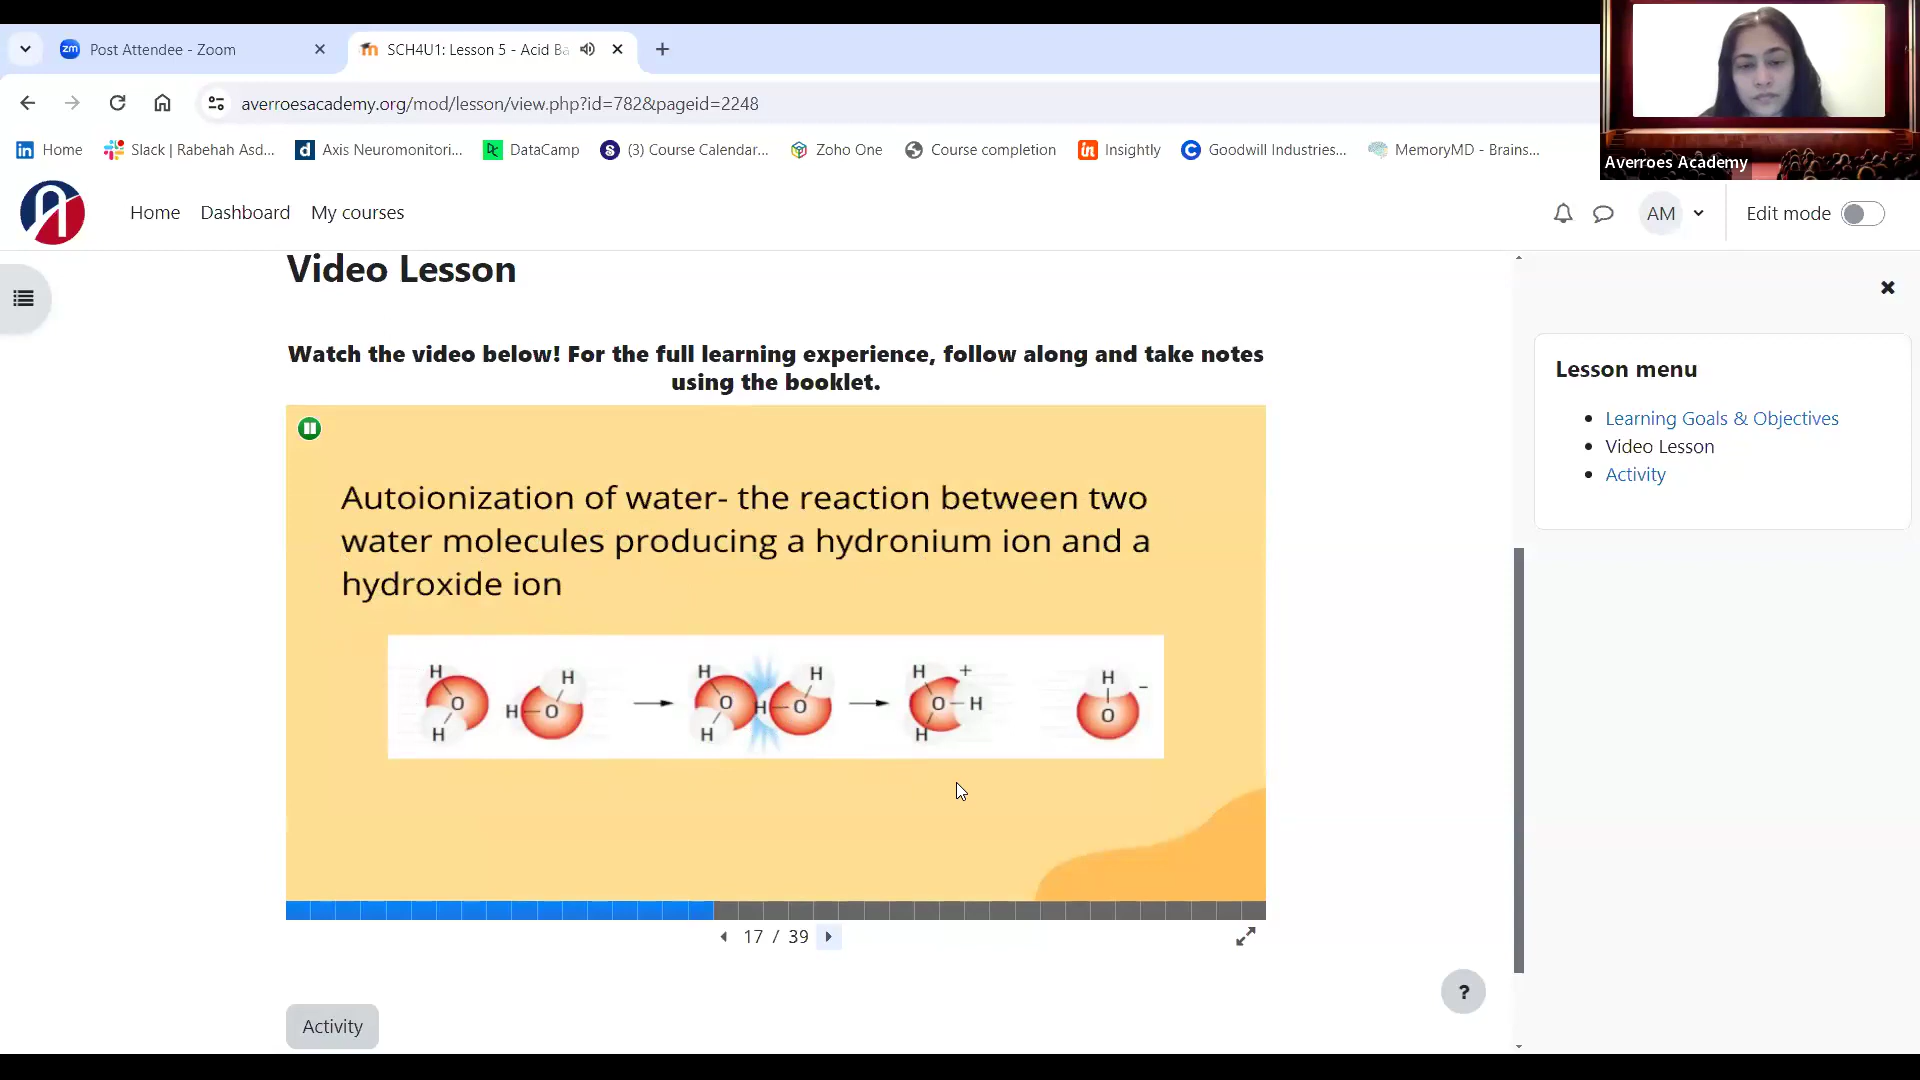 zm Post Attendee - Zoom
SCH4U1: Lesson 5 - Acid Ba
averroesacademy.org/mod/lesson/view.php?id=782&pageid=2248
in Home
Slack | Rabehah Asd...
d Axis Neuromonitori...
DC DataCamp
S (3) Course Calendar...
Zoho One
Course completion
in Insightly
C Goodwill Industries...
MemoryMD - Brains...
Averroes Academy
A Home Dashboard My courses
AM Edit mode
Video Lesson
Watch the video below! For the full learning experience, follow along and take notes
using the booklet.
Autoionization of water- the reaction between two
water molecules producing a hydronium ion and a
hydroxide ion
H O H H O H
H O H H O H
H + O H H
H - O
17 / 39
Activity
?
Lesson menu
Learning Goals & Objectives
Video Lesson
Activity